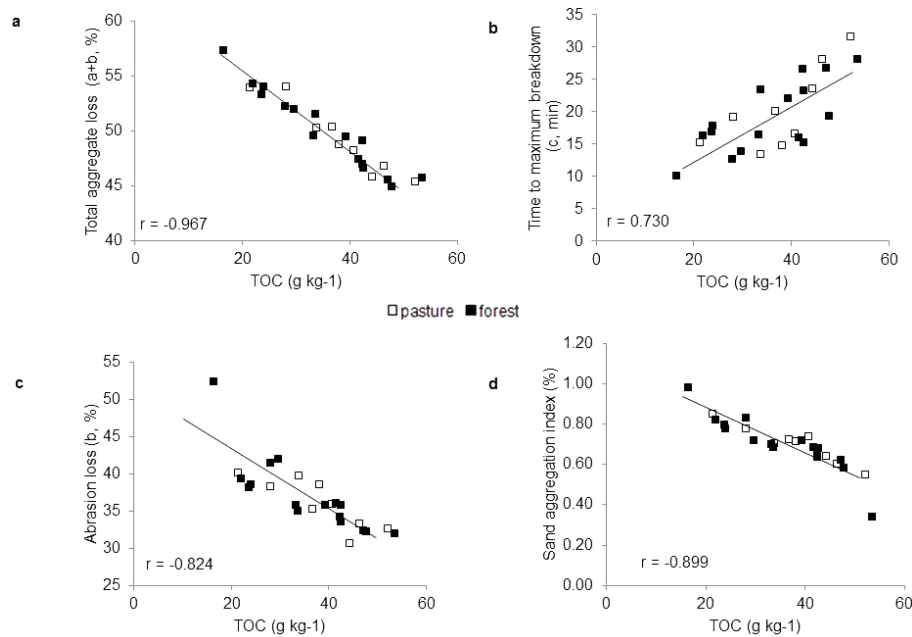 a
60
55
50
45
40
Total aggregate loss (a+b, %)
r = -0.967
0
20
40
60
TOC (g kg-1)
b
35
30
25
20
15
10
5
0
Time to maximum breakdown
(c, min)
r = 0.730
0
20
40
60
TOC (g kg-1)
pasture forest
c
55
50
45
40
35
30
25
Abrasion loss (b, %)
r = -0.824
0
20
40
60
TOC (g kg-1)
d
1.20
1.00
0.80
0.60
0.40
0.20
0.00
Sand aggregation index (%)
r = -0.899
0
20
40
60
TOC (g kg-1)